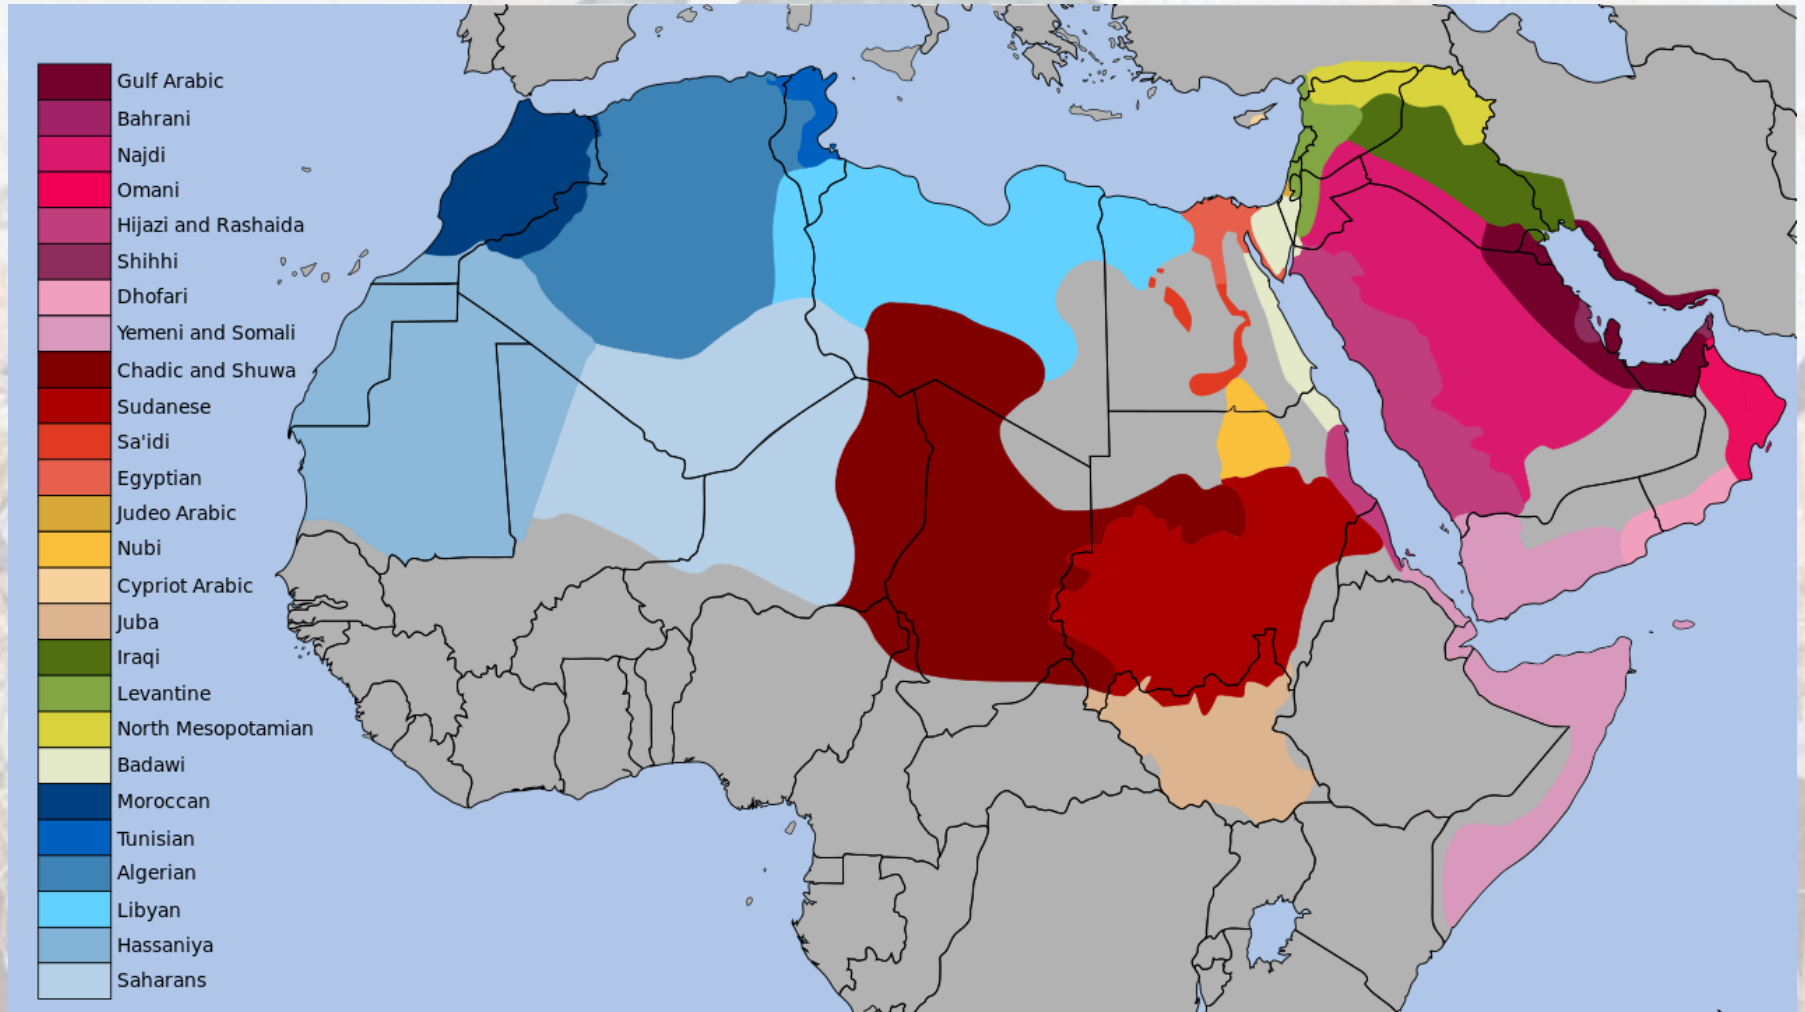 Gulf Arabic
Bahrani
Najdi
Omani
Hijazi and Rashaida
Shihhi
Dhofari
Yemeni and Somali
Chadic and Shuwa
Sudanese
Sa'idi
Egyptian
Judeo Arabic
Nubi
Cypriot Arabic
Juba
Iraqi
Levantine
North Mesopotamian
Badawi
Moroccan
Tunisian
Algerian
Libyan
Hassaniya
Saharans